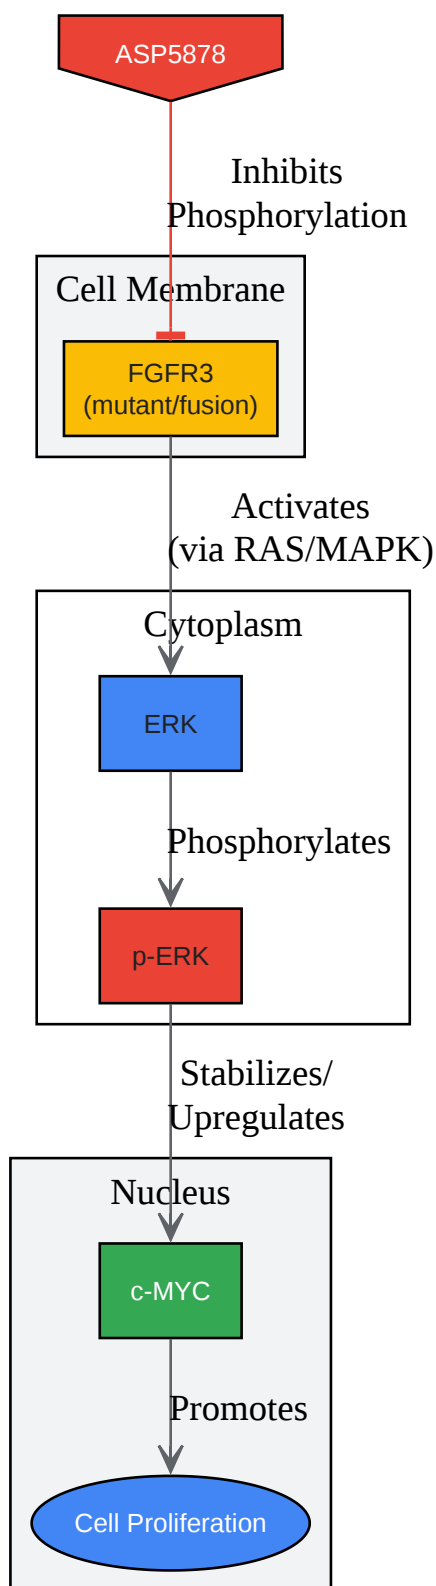 ASP5878
Inhibits
Phosphorylation
Cell Membrane
FGFR3
(mutant/fusion)
Activates
(via RAS/MAPK)
Cytoplasm
ERK
Phosphorylates
p-ERK
Stabilizes/
Upregulates
Nucleus
c-MYC
Promotes
Cell Proliferation